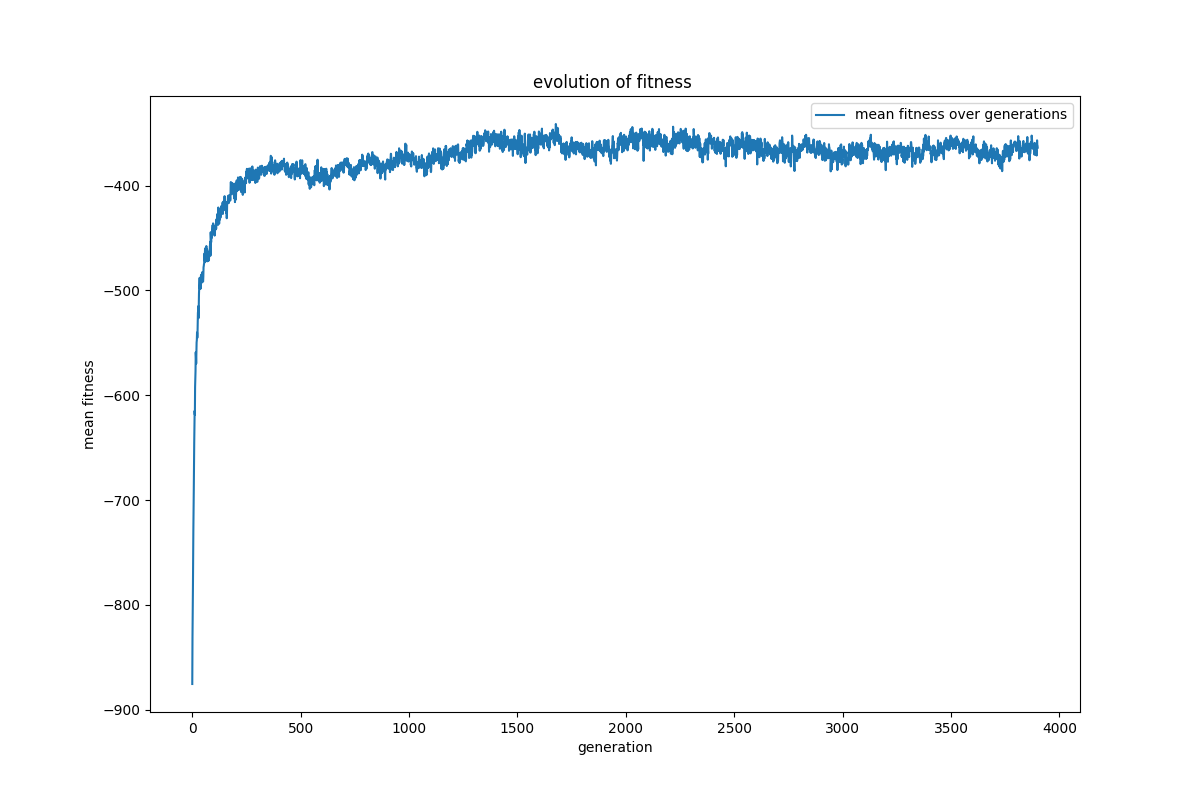 evolution of fitness
mean fitness over generations
mean fitness
−400
−500
−600
−700
−800
−900
0 500 1000 1500 2000 2500 3000 3500 4000
generation